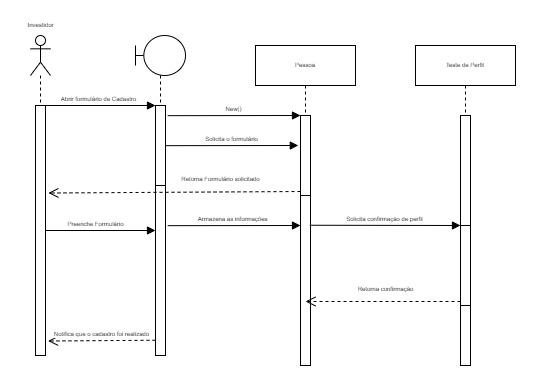 Investidor
Pessoa
Teste de Perfil
Abrir formulário de Cadastro
New()
Solicita o formulário
Retorna Formulário solicitado
Preenche Formulário
Armazena as informações
Solicita confirmação de perfil
Retorna confirmação
Notifica que o cadastro foi realizado